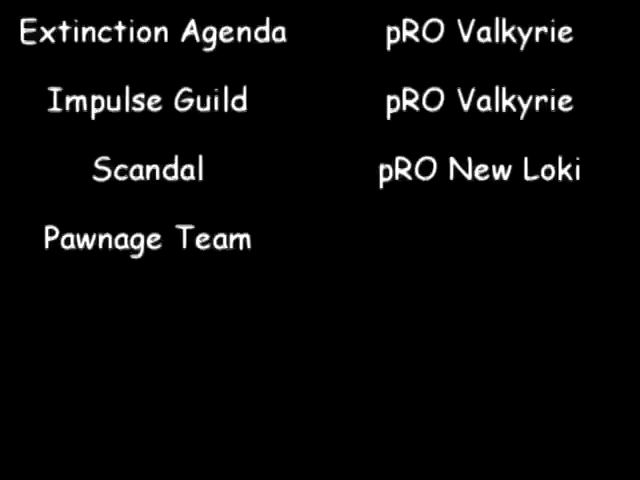 Extinction Agenda pRO Valkyrie
Impulse Guild pRO Valkyrie
Scandal pRO New Loki
Pawnage Team